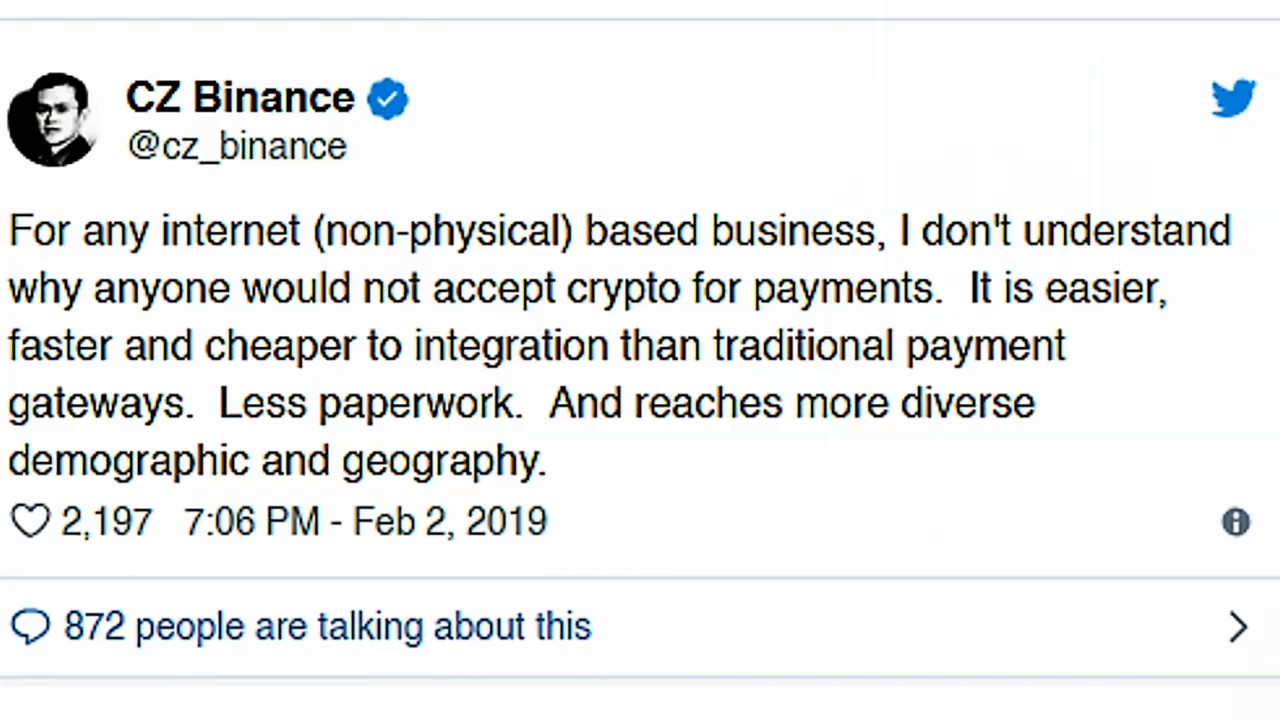 CZ Binance
@cz_binance
For any internet (non-physical) based business, I don't understand
why anyone would not accept crypto for payments.  It is easier,
faster and cheaper to integration than traditional payment
gateways.  Less paperwork.  And reaches more diverse
demographic and geography.
2,197 7:06 PM - Feb 2, 2019
872 people are talking about this